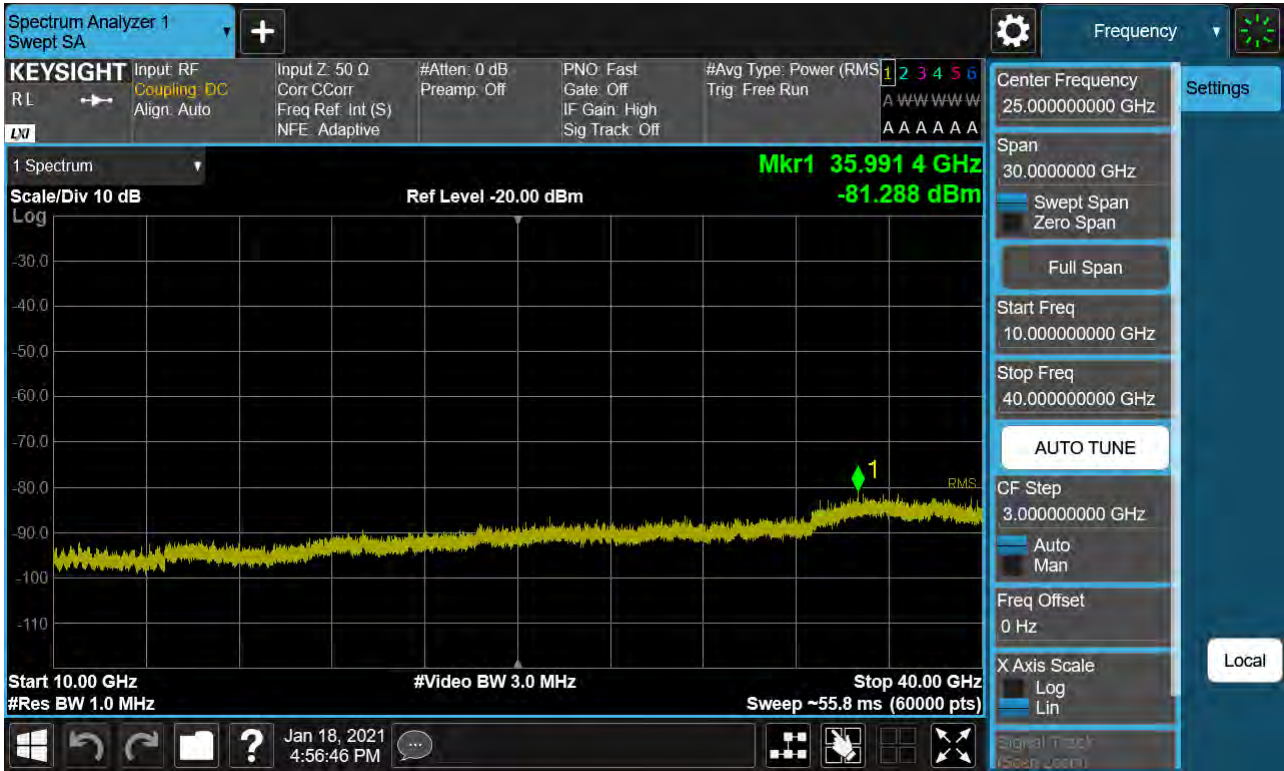 Spectrum Analyzer 1
Swept SA
Frequency
KEYSIGHT
RL
LXI
Input: RF
Coupling: DC
Align: Auto
Input Z: 50 Ω
Corr CCorr
Freq Ref: Int (S)
NFE: Adaptive
#Atten: 0 dB
Preamp: Off
PNO: Fast
Gate: Off
IF Gain: High
Sig Track: Off
#Avg Type: Power (RMS
Trig: Free Run
1 2 3 4 5 6
A W W W W W
A A A A A A
1 Spectrum
Scale/Div 10 dB
Ref Level -20.00 dBm
Mkr1 35.991 4 GHz
-81.288 dBm
Log
-30.0
-40.0
-50.0
-60.0
-70.0
-80.0
-90.0
-100
-110
1
RMS
Start 10.00 GHz
#Video BW 3.0 MHz
Stop 40.00 GHz
#Res BW 1.0 MHz
Sweep ~55.8 ms (60000 pts)
Center Frequency
25.000000000 GHz
Span
30.0000000 GHz
Swept Span
Zero Span
Full Span
Start Freq
10.000000000 GHz
Stop Freq
40.000000000 GHz
AUTO TUNE
CF Step
3.000000000 GHz
Auto
Man
Freq Offset
0 Hz
X Axis Scale
Log
Lin
Signal Track
(Span Zoom)
Settings
Local
?
Jan 18, 2021
4:56:46 PM